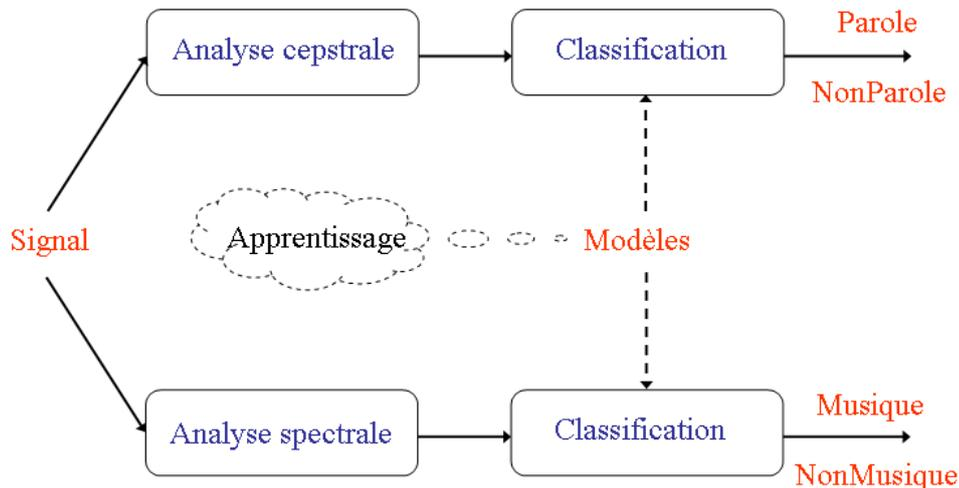 Analyse cepstrale
Classification
Parole
NonParole
Signal
Apprentissage
Modèles
Analyse spectrale
Classification
Musique
NonMusique